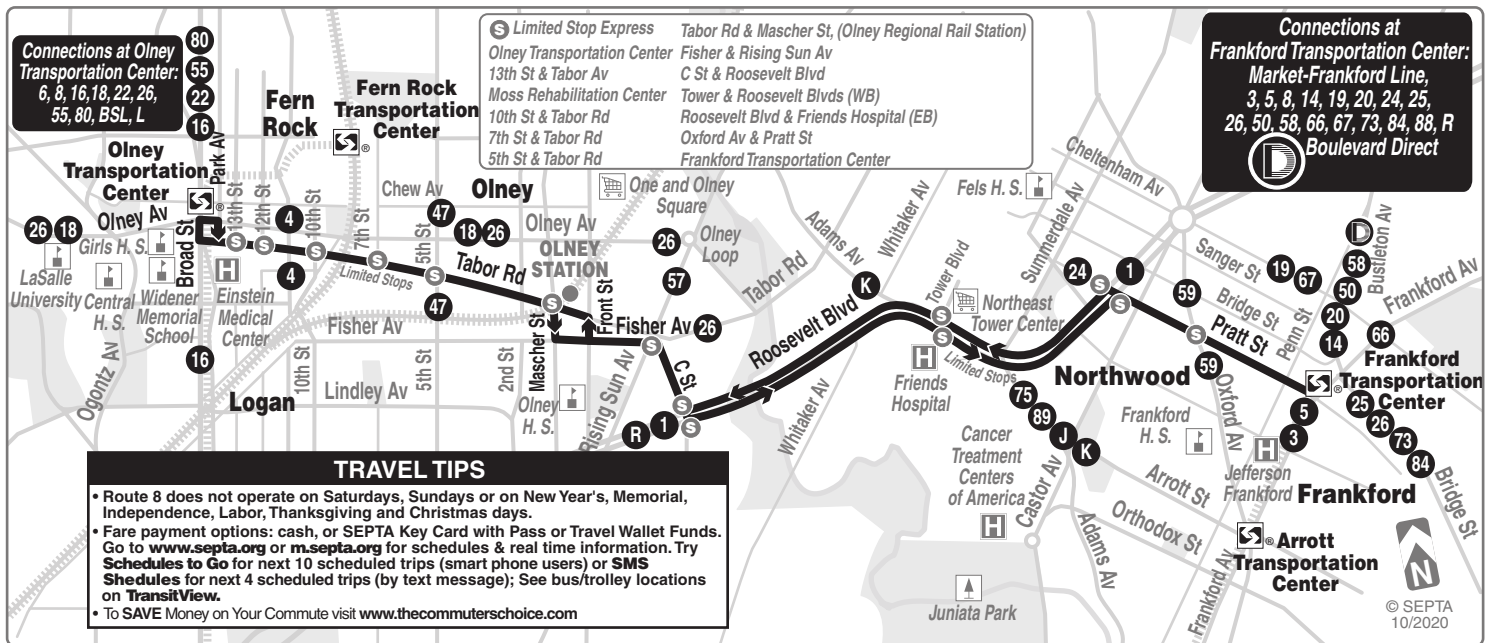 Connections at Olney
Transportation Center:
6, 8, 16,18, 22, 26,
55, 80, BSL, L
80
55
22
16
S Limited Stop Express
Olney Transportation Center
13th St & Tabor Av
Moss Rehabilitation Center
10th St & Tabor Rd
7th St & Tabor Rd
5th St & Tabor Rd
Tabor Rd & Mascher St, (Olney Regional Rail Station)
Fisher & Rising Sun Av
C St & Roosevelt Blvd
Tower & Roosevelt Blvds (WB)
Roosevelt Blvd & Friends Hospital (EB)
Oxford Av & Pratt St
Frankford Transportation Center
Connections at
Frankford Transportation Center:
Market-Frankford Line,
3, 5, 8, 14, 19, 20, 24, 25,
26, 50, 58, 66, 67, 73, 84, 88, R
D Boulevard Direct
Fern
Rock
Fern Rock
Transportation
Center
®
Olney
Transportation
Center
®
Park Av
Olney Av
26 18
Girls H. S.
LaSalle
University
Central
H. S.
Widener
Memorial
School
Broad St
13th St
12th St
4
10th St
4
H
Einstein
Medical
Center
16
Ogontz Av
Logan
10th St
Lindley Av
5th St
Fisher Av
7th St
Limited Stops
Chew Av
47
5th St
47
Olney
18 26
Olney Av
Tabor Rd
OLNEY
STATION
One and Olney
Square
26
Olney
Loop
57
Tabor Rd
Front St
Fisher Av 26
Mascher St
2nd St
Olney
H. S.
Rising Sun Av
C St
R 1
S
S
S
S
S
S
S
S
S
S
S
S
S
S
Roosevelt Blvd
Adams Av
K
Whitaker Av
Whitaker Av
Tower Blvd
Northeast
Tower Center
H
Friends
Hospital
Limited Stops
Fels H. S.
Summerdale Av
Cheltenham Av
24
1
75
89
J
K
Cancer
Treatment
Centers
of America
H
Castor Av
Juniata Park
Adams Av
Northwood
Frankford
H. S.
Arrott St
Orthodox St
59
59
Oxford Av
Pratt St
Sanger St
19
67
Bridge St
Penn St
D
58
50
20
14
Bustleton Av
Frankford Av
66
Frankford
Transportation
Center
®
25
26
73
84
Bridge St
5
3
H
Jefferson
Frankford
Frankford
Frankford Av
® Arrott
Transportation
Center
N
© SEPTA
10/2020
TRAVEL TIPS
• Route 8 does not operate on Saturdays, Sundays or on New Year's, Memorial,
Independence, Labor, Thanksgiving and Christmas days.
• Fare payment options: cash, or SEPTA Key Card with Pass or Travel Wallet Funds.
Go to www.septa.org or m.septa.org for schedules & real time information. Try
Schedules to Go for next 10 scheduled trips (smart phone users) or SMS
Shedules for next 4 scheduled trips (by text message); See bus/trolley locations
on TransitView.
• To SAVE Money on Your Commute visit www.thecommuterschoice.com